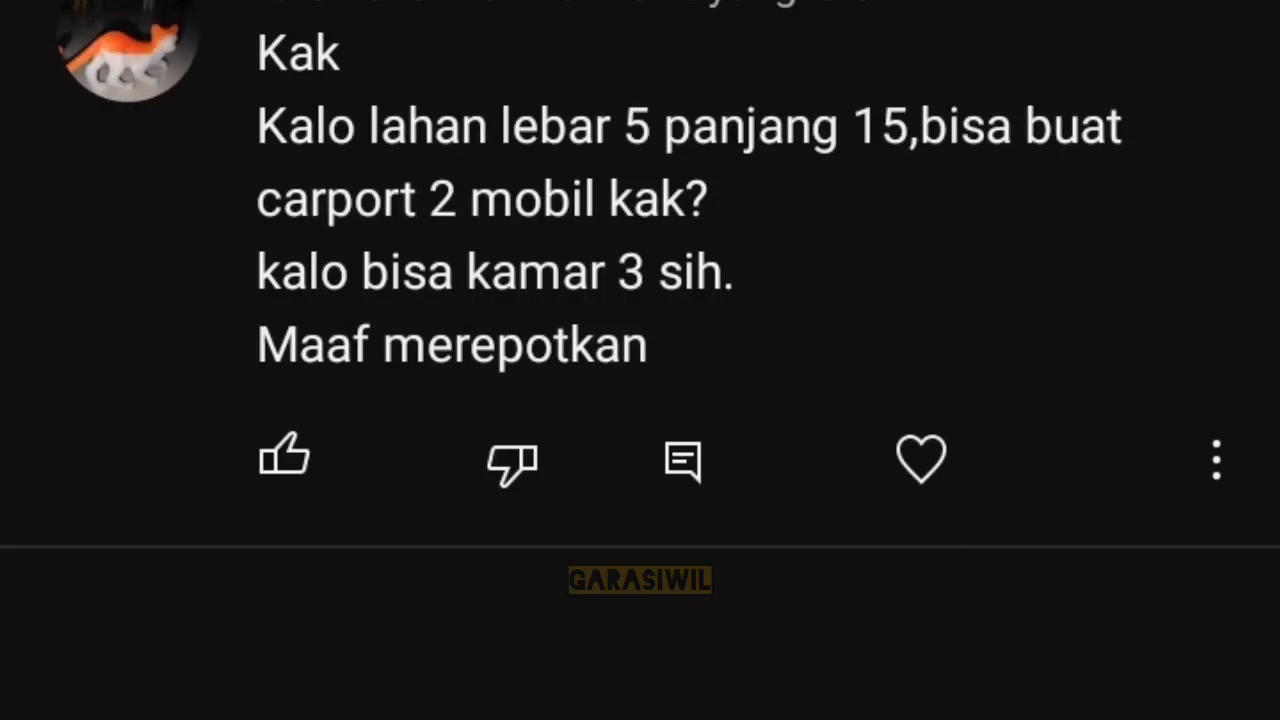 Kak
Kalo lahan lebar 5 panjang 15,bisa buat
carport 2 mobil kak?
kalo bisa kamar 3 sih.
Maaf merepotkan
GARASIWIL